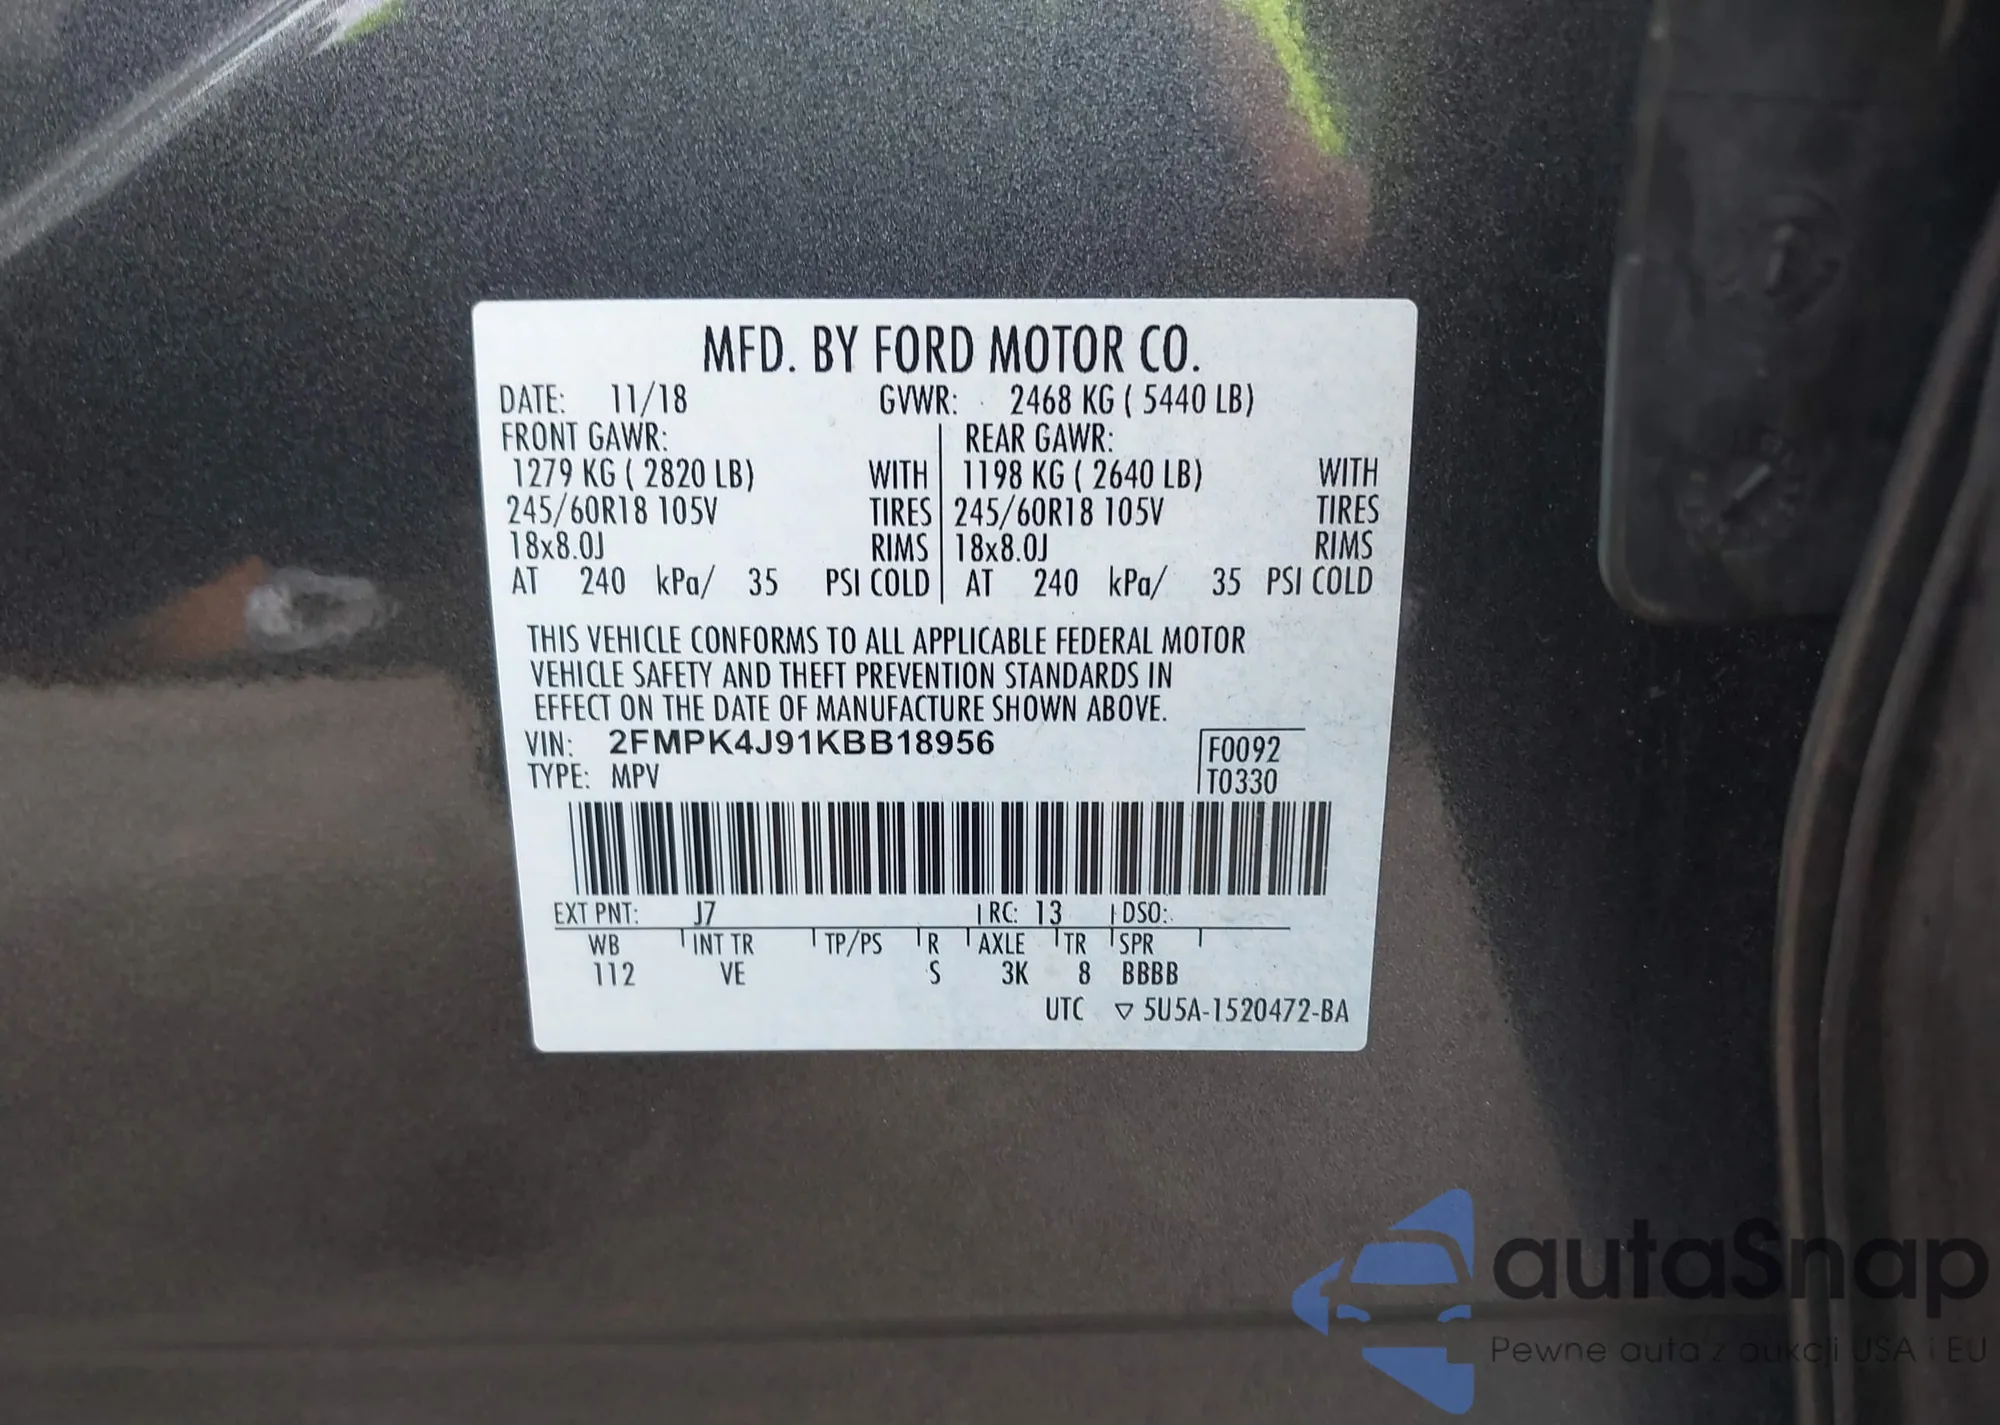 MFD. BY FORD MOTOR CO.
DATE: 11/18 GVWR: 2468 KG ( 5440 LB)
FRONT GAWR: REAR GAWR:
1279 KG ( 2820 LB) WITH 1198 KG ( 2640 LB) WITH
245/60R18 105V TIRES 245/60R18 105V TIRES
18x8.0J RIMS 18x8.0J RIMS
AT 240 kPa/ 35 PSI COLD AT 240 kPa/ 35 PSI COLD
THIS VEHICLE CONFORMS TO ALL APPLICABLE FEDERAL MOTOR
VEHICLE SAFETY AND THEFT PREVENTION STANDARDS IN
EFFECT ON THE DATE OF MANUFACTURE SHOWN ABOVE.
VIN: 2FMPK4J91KBB18956 F0092
TYPE: MPV T0330
EXT PNT: J7 RC: 13 DSO:
WB INT TR TP/PS R AXLE TR SPR
112 VE S 3K 8 BBBB
UTC ▽ 5U5A-1520472-BA
autaSnap
Pewne auta z aukcji USA i EU